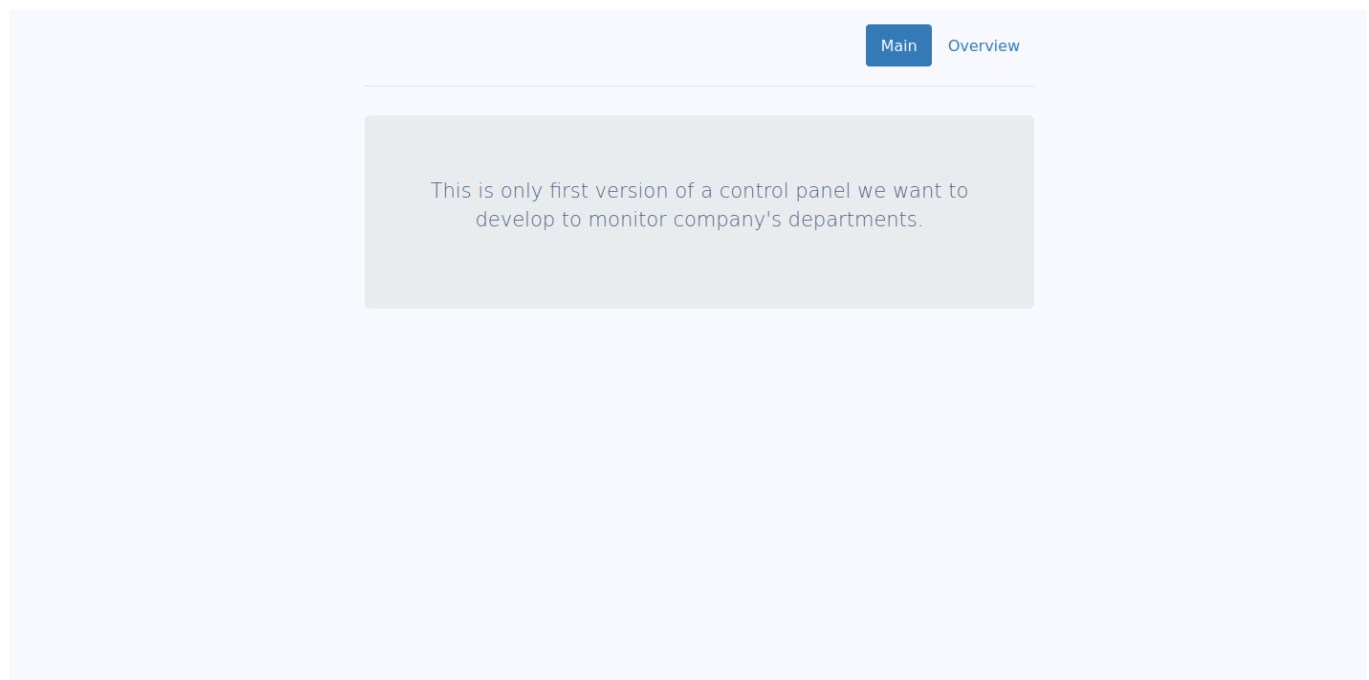 Main Overview
This is only first version of a control panel we want to
develop to monitor company's departments.